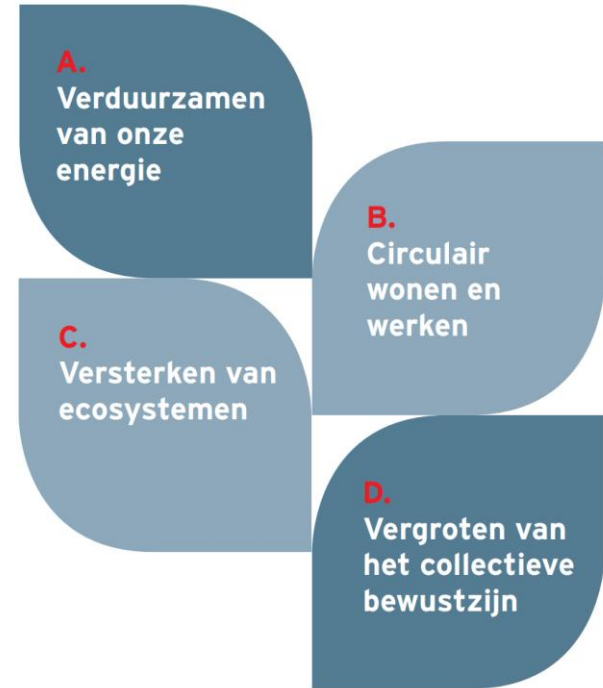 A.
Verduurzamen
van onze
energie
B.
Circulair
wonen en
werken
C.
Versterken van
ecosystemen
D.
Vergroten van
het collectieve
bewustzijn